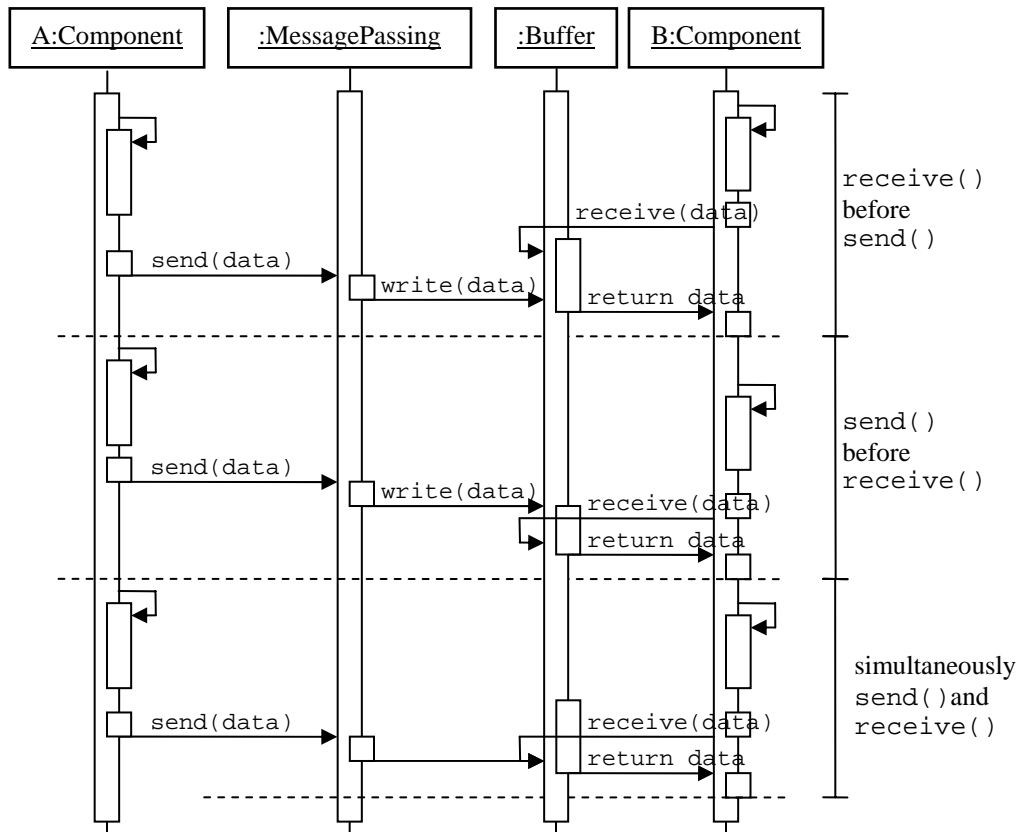 A:Component
:MessagePassing
:Buffer
B:Component
receive(data)
send(data)
write(data)
return data
receive()
before
send()
send(data)
write(data)
receive(data)
return data
send()
before
receive()
send(data)
receive(data)
return data
simultaneously
send()and
receive()